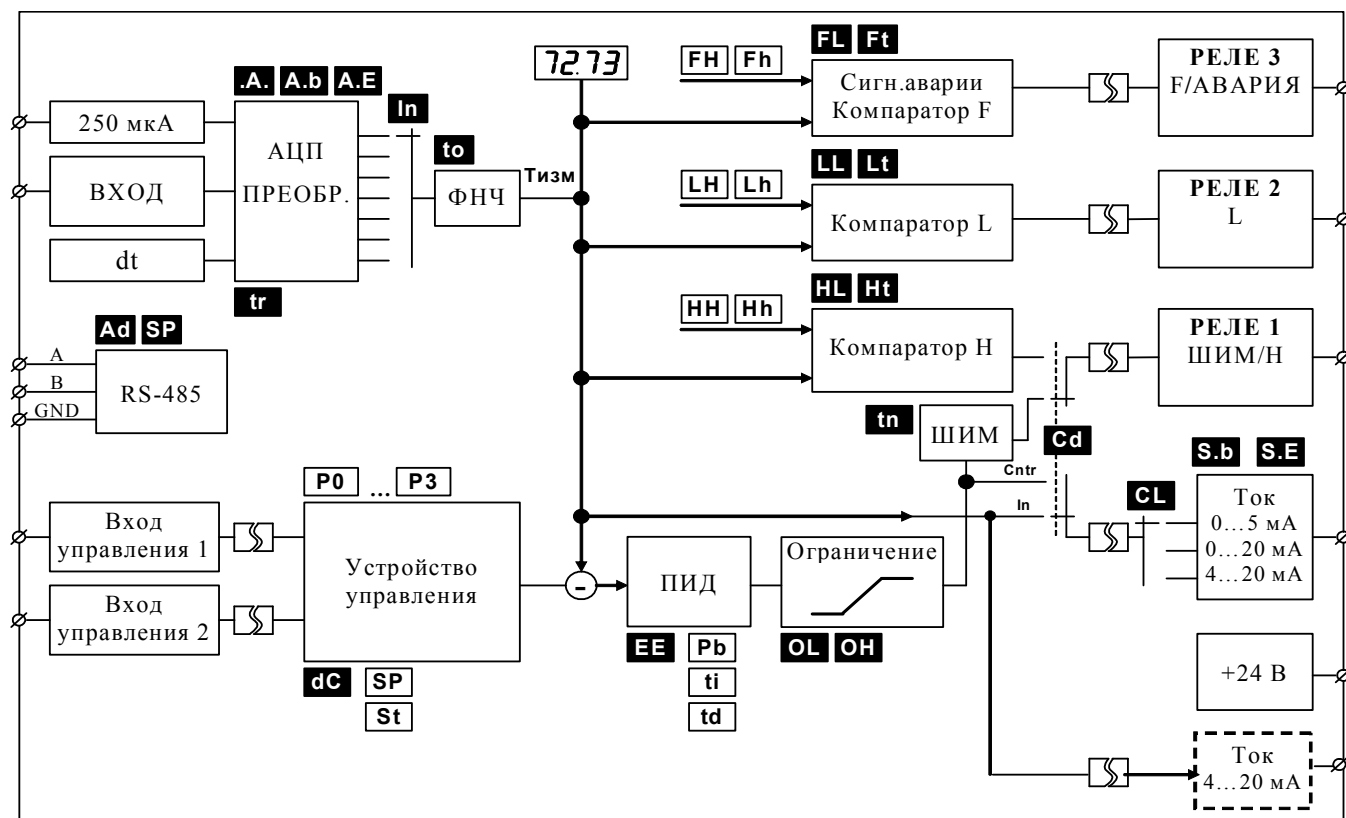 .A. A.b A.E
250 мкА
ВХОД
dt
АЦП
ПРЕОБР.
tr
In
to
ФНЧ
Тизм
72.73
FH Fh
FL Ft
Сигн.аварии
Компаратор F
РЕЛЕ 3
F/АВАРИЯ
LH Lh
LL Lt
Компаратор L
РЕЛЕ 2
L
HH Hh
HL Ht
Компаратор H
РЕЛЕ 1
ШИМ/Н
Ad SP
A
B
GND
RS-485
tn
ШИМ
Cd
Cntr
In
CL
S.b S.E
Ток
0...5 мА
0...20 мА
4...20 мА
P0 ... P3
Вход
управления 1
Вход
управления 2
Устройство
управления
dC SP
St
-
ПИД
EE Pb
ti
td
Ограничение
OL OH
+24 В
Ток
4...20 мА